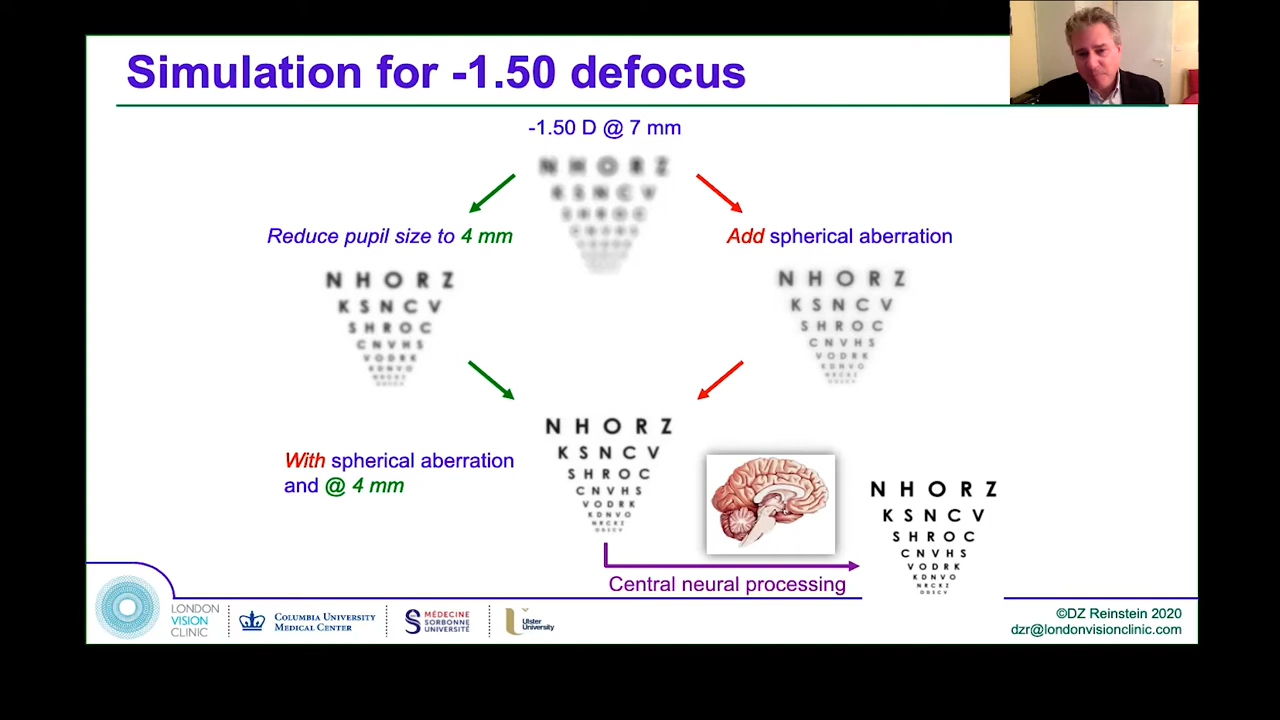 Simulation for -1.50 defocus
-1.50 D @ 7 mm
N H O R Z
K S N C V
S H R O C
Reduce pupil size to 4 mm
Add spherical aberration
N H O R Z
K S N C V
S H R O C
C N V H S
V O D R K
K D N V O
N H O R Z
K S N C V
S H R O C
C N V H S
V O D R K
K D N V O
With spherical aberration
and @ 4 mm
N H O R Z
K S N C V
S H R O C
C N V H S
V O D R K
K D N V O
N R C K Z
O D S C V
N H O R Z
K S N C V
S H R O C
C N V H S
V O D R K
K D N V O
N R C K Z
O D S C V
Central neural processing
LONDON
VISION
CLINIC
COLUMBIA UNIVERSITY
MEDICAL CENTER
MÉDECINE
SORBONNE
UNIVERSITÉ
Ulster
University
©DZ Reinstein 2020
dzr@londonvisionclinic.com